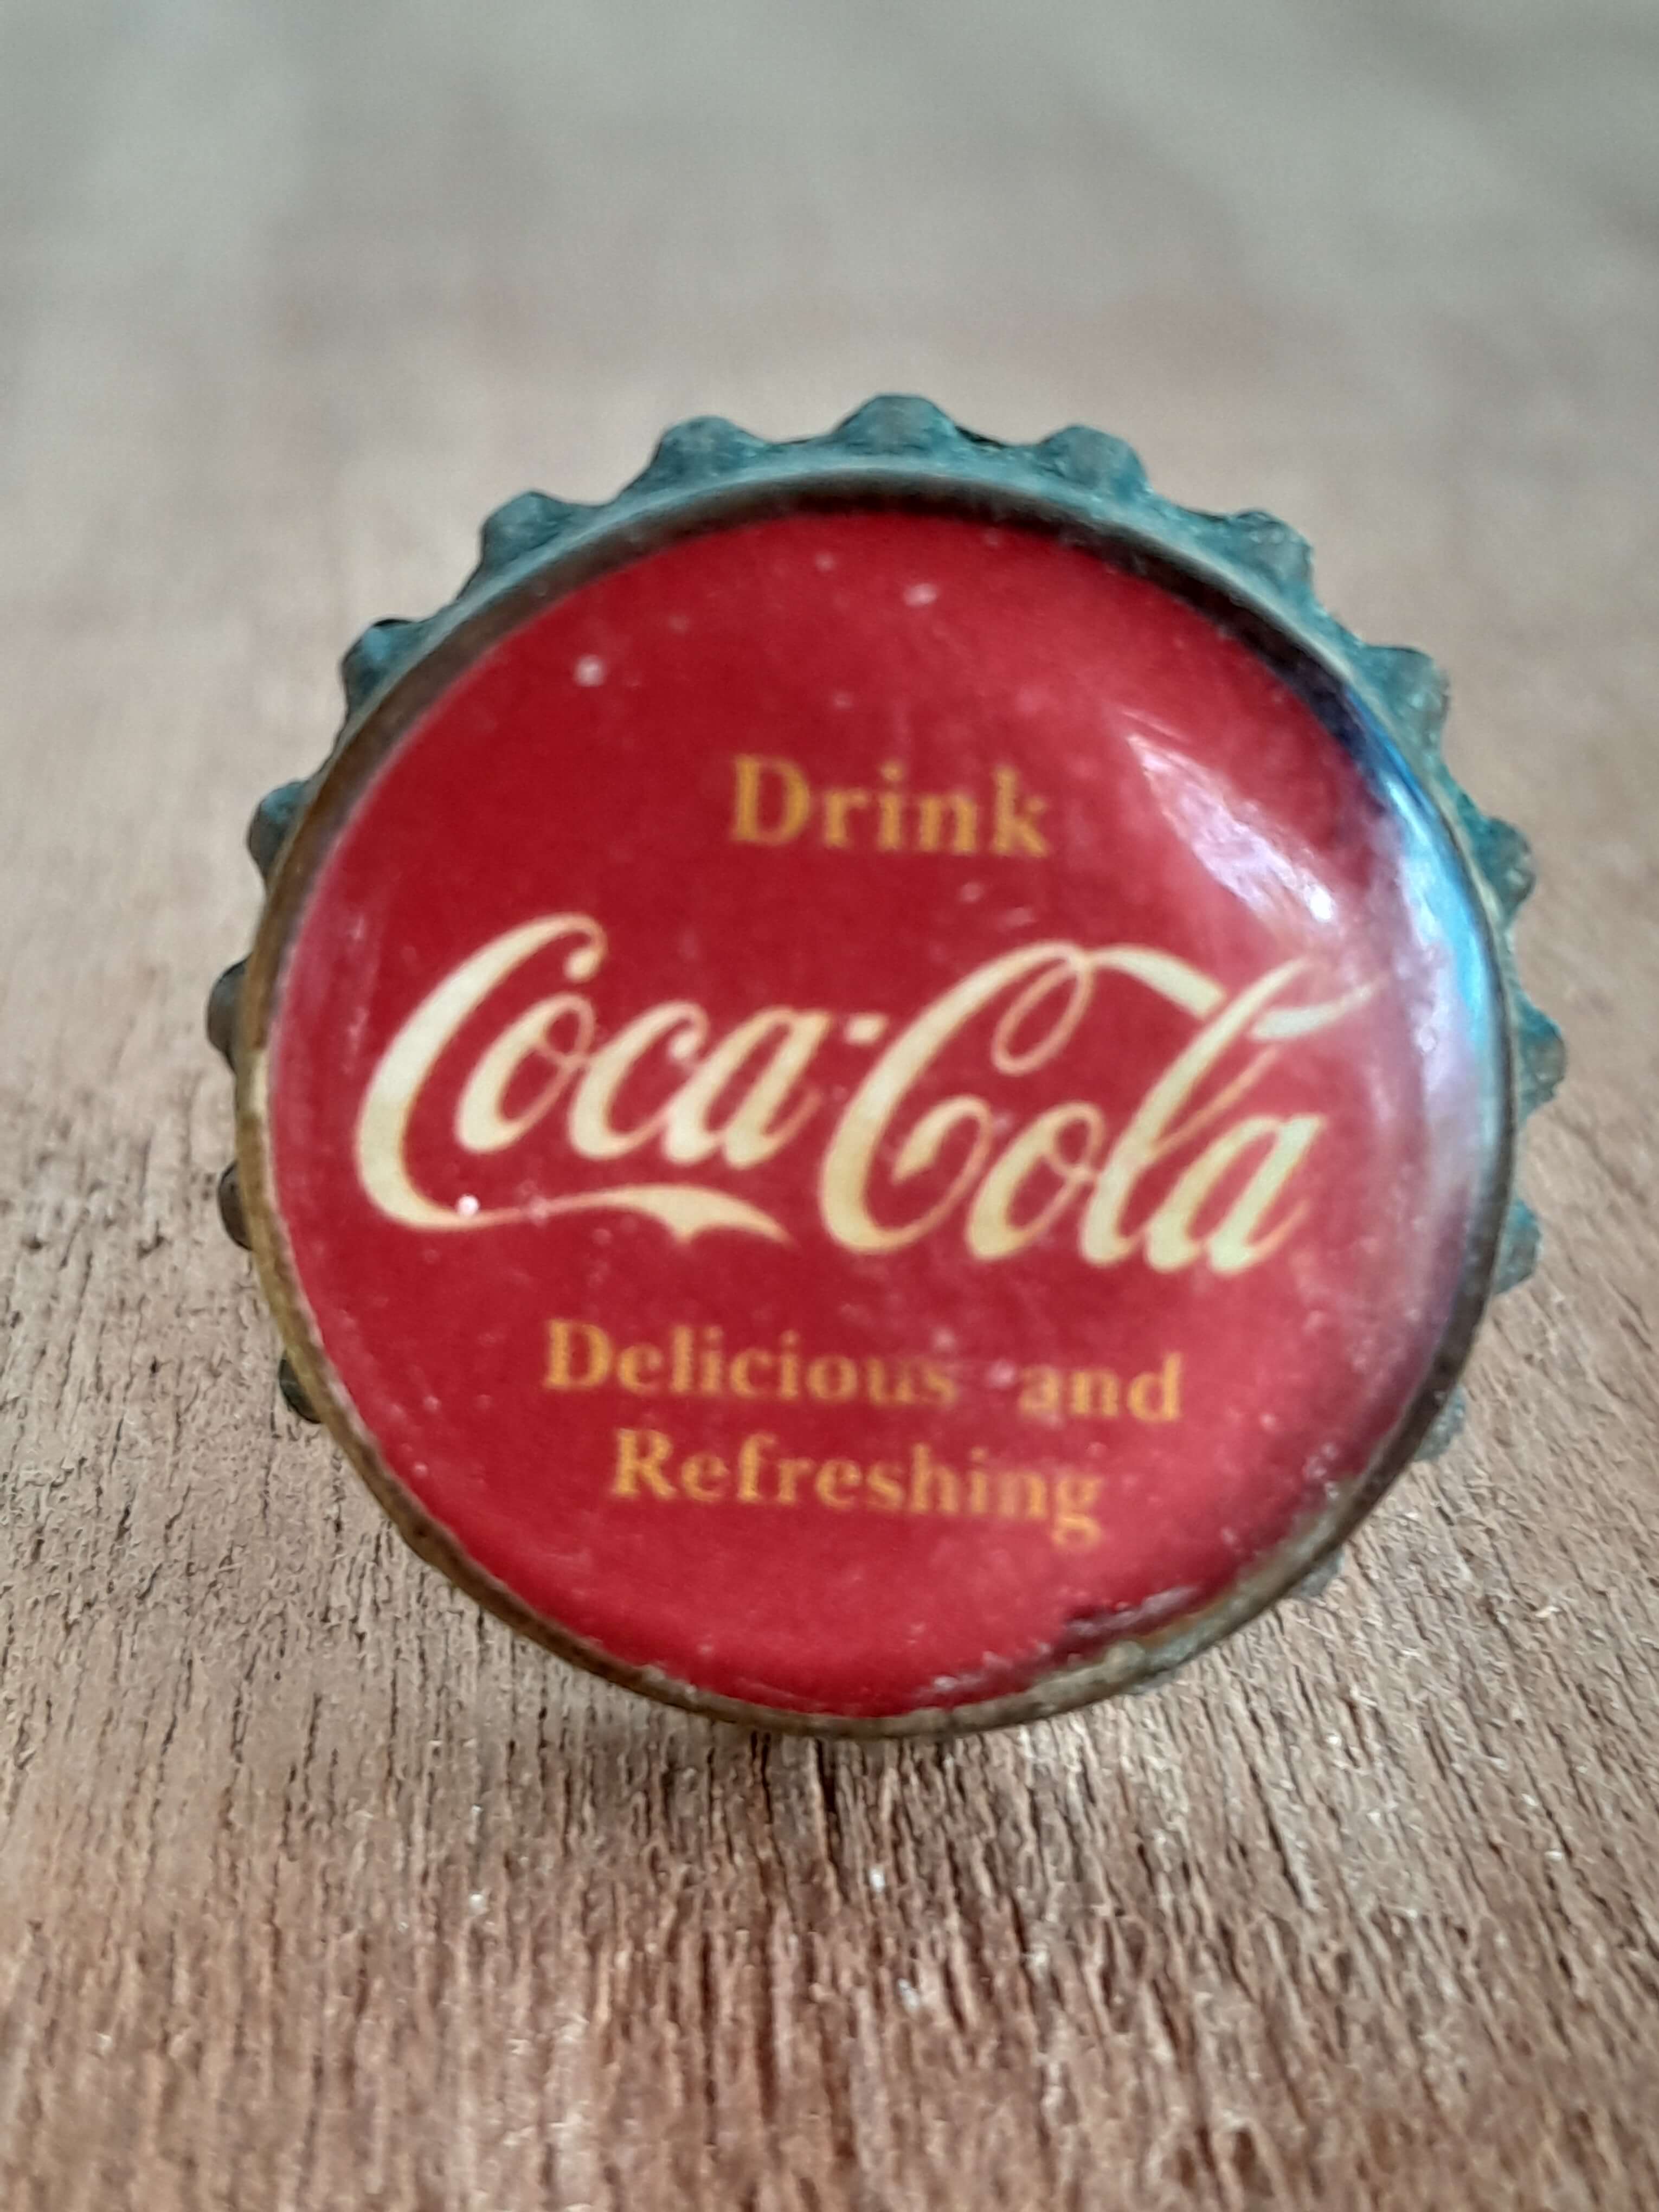 Drink
Coca-Cola
Delicious and
Refreshing